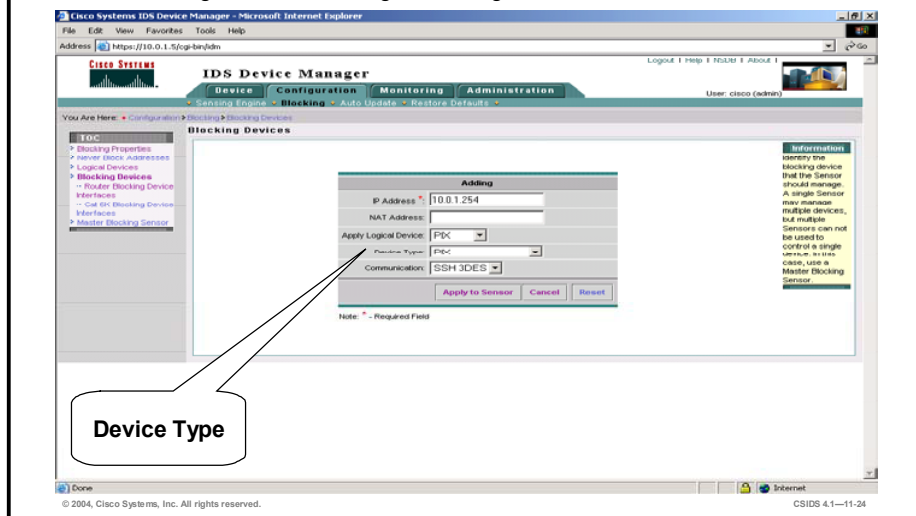 Cisco Systems IDS Device Manager - Microsoft Internet Explorer
File Edit View Favorites Tools Help
Address https://10.0.1.5/cgi-bin/idm Go
CISCO SYSTEMS
Logout | Help | NSDB | About |
IDS Device Manager
Device Configuration Monitoring Administration
User: cisco (admin)
Sensing Engine Blocking Auto Update Restore Defaults
You Are Here: Configuration Blocking Blocking Devices
Blocking Devices
TOC
Blocking Properties
Never Block Addresses
Logical Devices
Blocking Devices
-- Router Blocking Device
Interfaces
-- Cat 6K Blocking Device
Interfaces
Master Blocking Sensor
Adding
IP Address *: 10.0.1.254
NAT Address:
Apply Logical Device: PIX
Device Type: PIX
Communication: SSH 3DES
Apply to Sensor Cancel Reset
Note: * - Required Field
Information
Identify the
blocking device
that the Sensor
should manage.
A single Sensor
may manage
multiple devices,
but multiple
Sensors can not
be used to
control a single
device. In this
case, use a
Master Blocking
Sensor.
Device Type
Done
Internet
© 2004, Cisco Systems, Inc. All rights reserved.
CSIDS 4.1—11-24